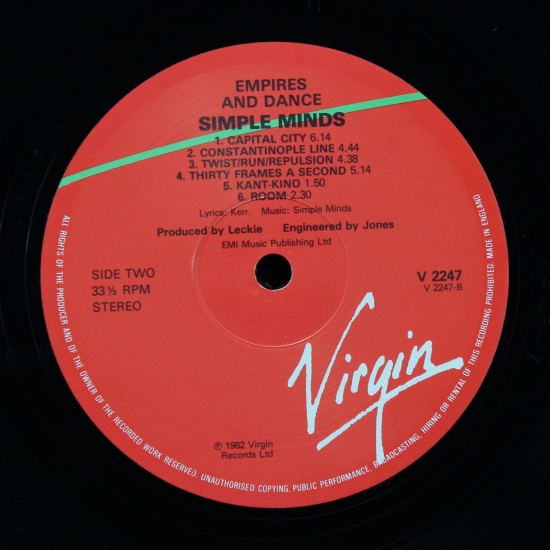 EMPIRES
AND DANCE
SIMPLE MINDS
1. CAPITAL CITY 6.14
2. CONSTANTINOPLE LINE 4.44
3. TWIST/RUN/REPULSION 4.38
4. THIRTY FRAMES A SECOND 5.14
5. KANT-KINO 1.50
6. ROOM 2.30
Lyrics: Kerr. Music: Simple Minds
Produced by Leckie Engineered by Jones
EMI Music Publishing Ltd
SIDE TWO
33⅓ RPM
STEREO
V 2247
V 2247-B
Virgin
℗ 1982 Virgin
Records Ltd
ALL RIGHTS OF THE PRODUCER AND OF THE OWNER OF THE RECORDED WORK RESERVED. UNAUTHORISED COPYING, PUBLIC PERFORMANCE, BROADCASTING, HIRING OR RENTAL OF THIS RECORDING PROHIBITED. MADE IN ENGLAND